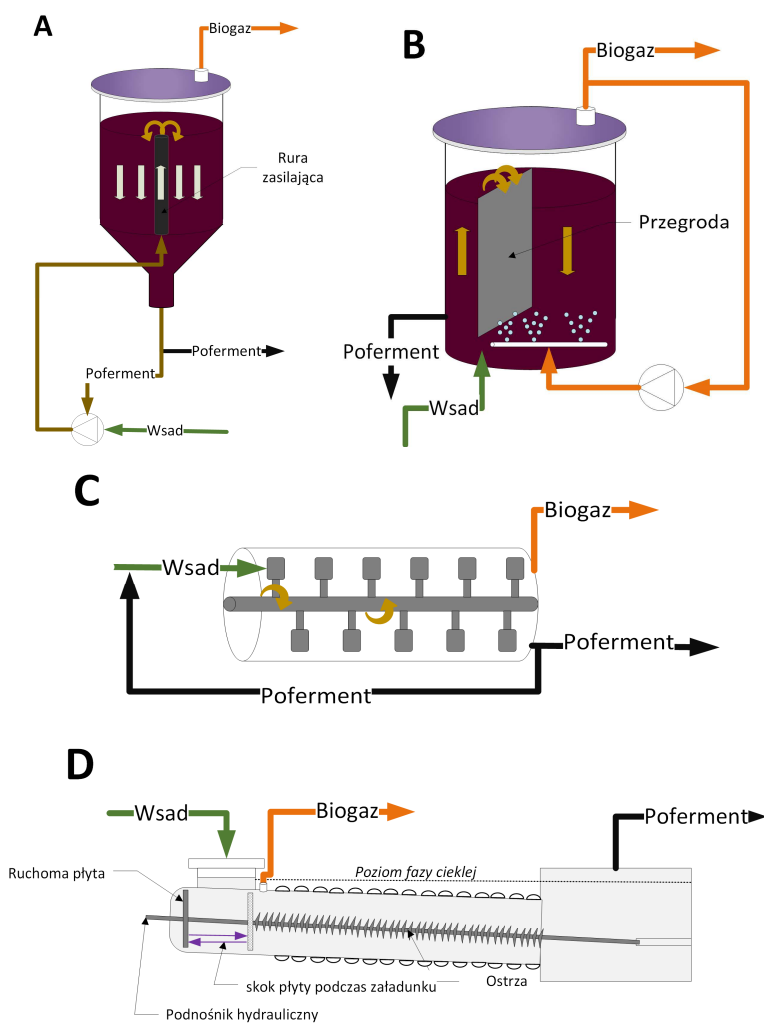 A
Biogaz
Rura
zasilająca
Poferment
Poferment
Wsad
B
Biogaz
Przegroda
Poferment
Wsad
C
Biogaz
Wsad
Poferment
Poferment
D
Wsad
Biogaz
Poferment
Ruchoma płyta
Poziom fazy cieklej
skok płyty podczas załadunku
Ostrza
Podnośnik hydrauliczny